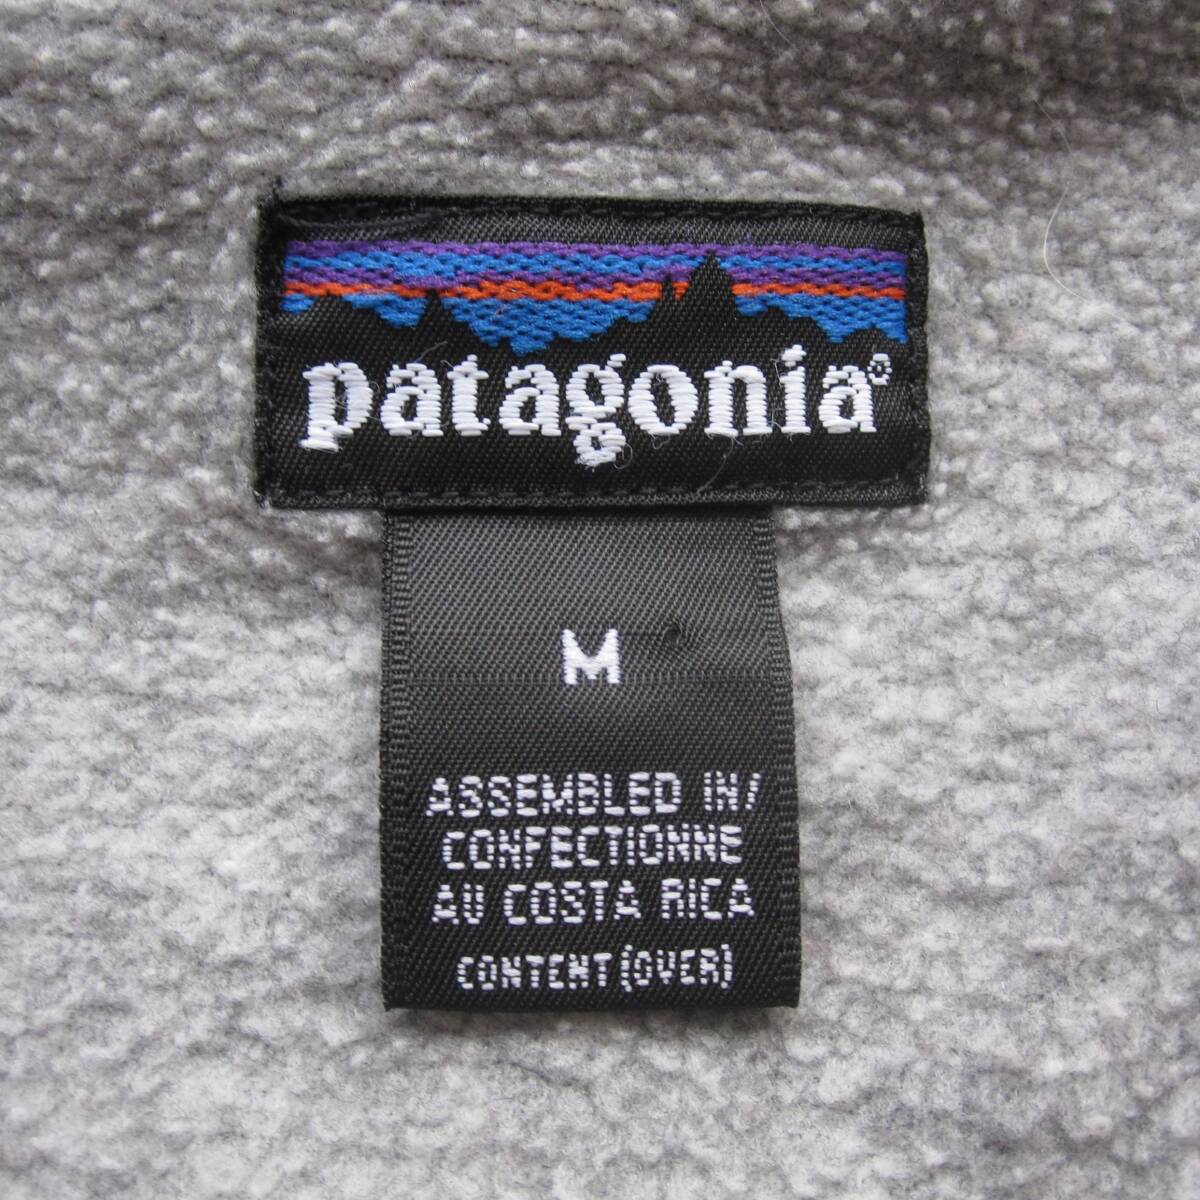 patagonia®
M
ASSEMBLED IN/
CONFECTIONNE
AU COSTA RICA
CONTENT (OVER)